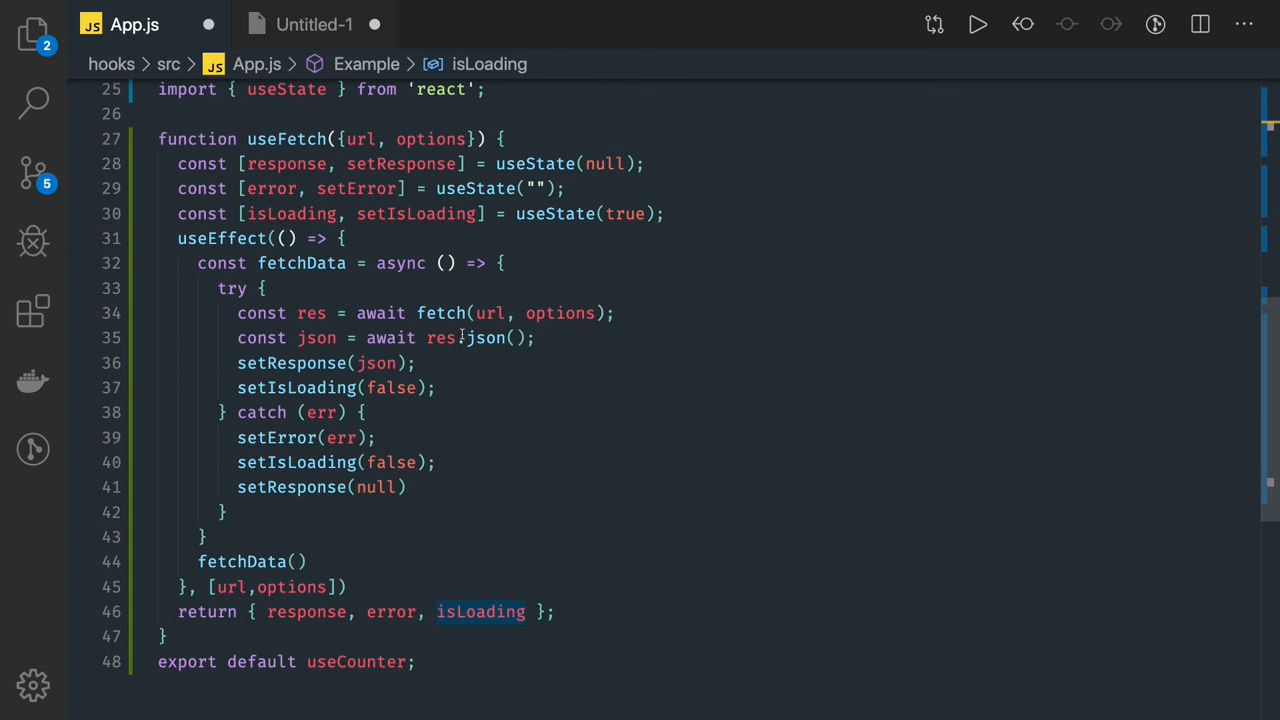 JS App.js
Untitled-1
hooks > src > JS App.js > Example > isLoading
2
5
25 import { useState } from 'react';
26
27 function useFetch({url, options}) {
28 const [response, setResponse] = useState(null);
29 const [error, setError] = useState("");
30 const [isLoading, setIsLoading] = useState(true);
31 useEffect(() => {
32 const fetchData = async () => {
33 try {
34 const res = await fetch(url, options);
35 const json = await res.json();
36 setResponse(json);
37 setIsLoading(false);
38 } catch (err) {
39 setError(err);
40 setIsLoading(false);
41 setResponse(null)
42 }
43 }
44 fetchData()
45 }, [url,options])
46 return { response, error, isLoading };
47 }
48 export default useCounter;